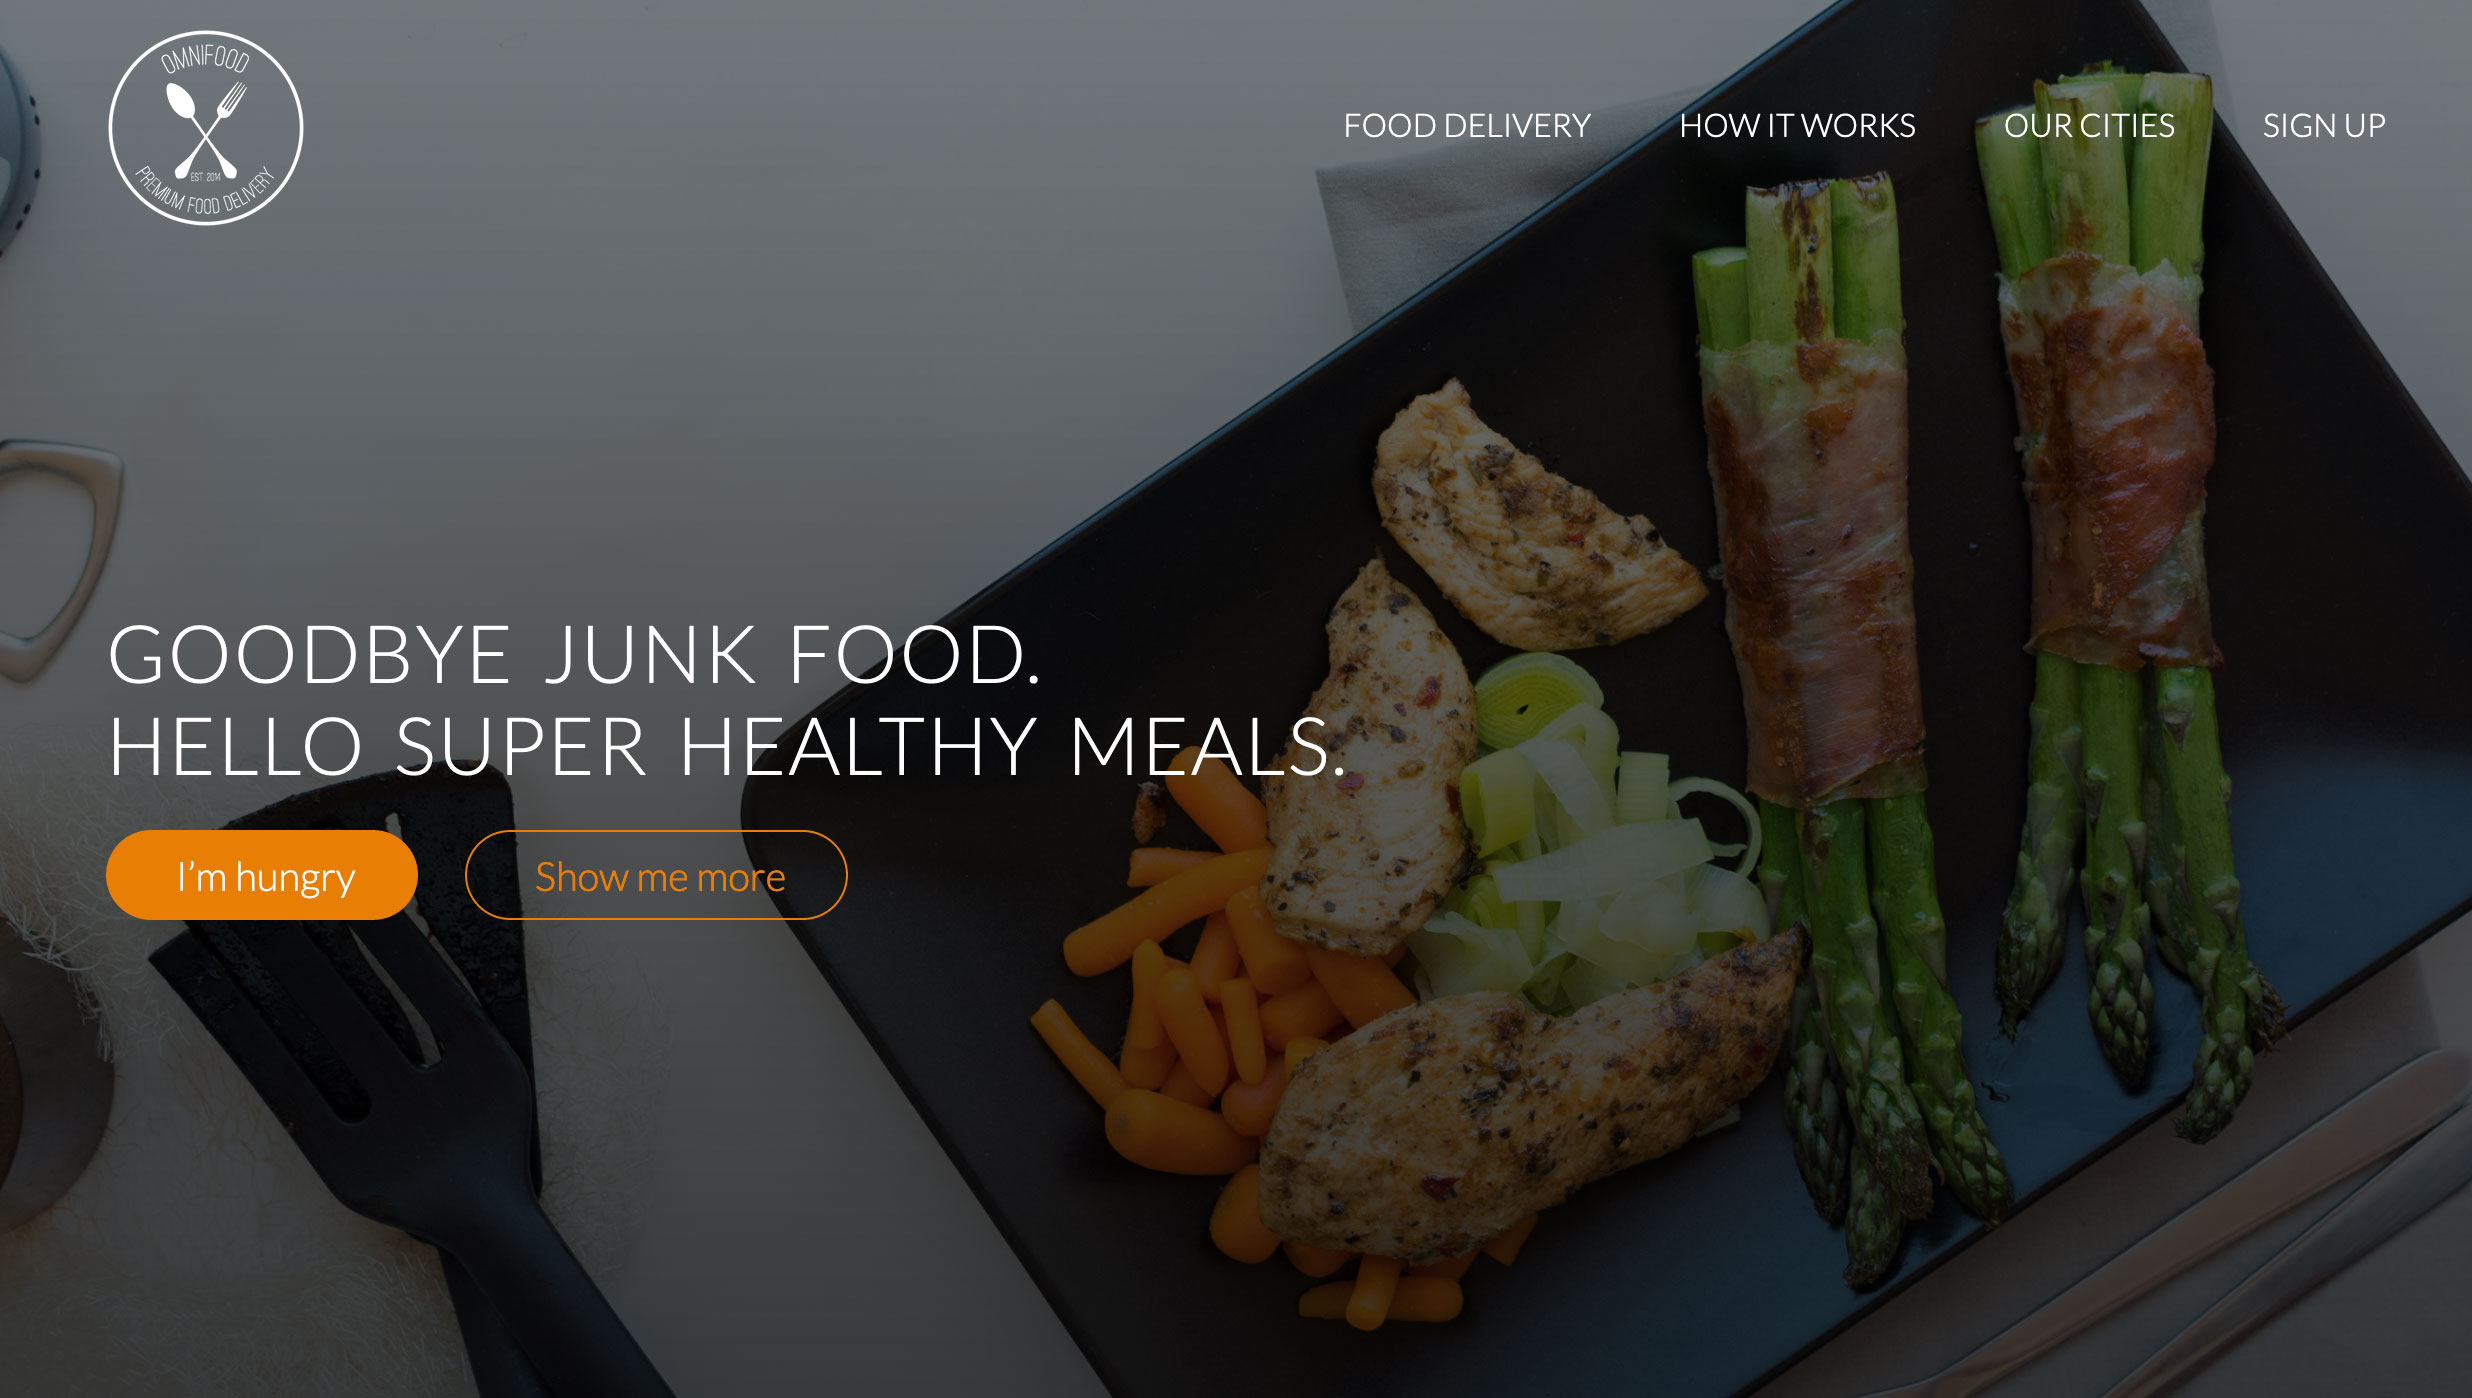 OMNIFOOD
EST. 2014
PREMIUM FOOD DELIVERY
FOOD DELIVERY
HOW IT WORKS
OUR CITIES
SIGN UP
GOODBYE JUNK FOOD.
HELLO SUPER HEALTHY MEALS.
I’m hungry
Show me more